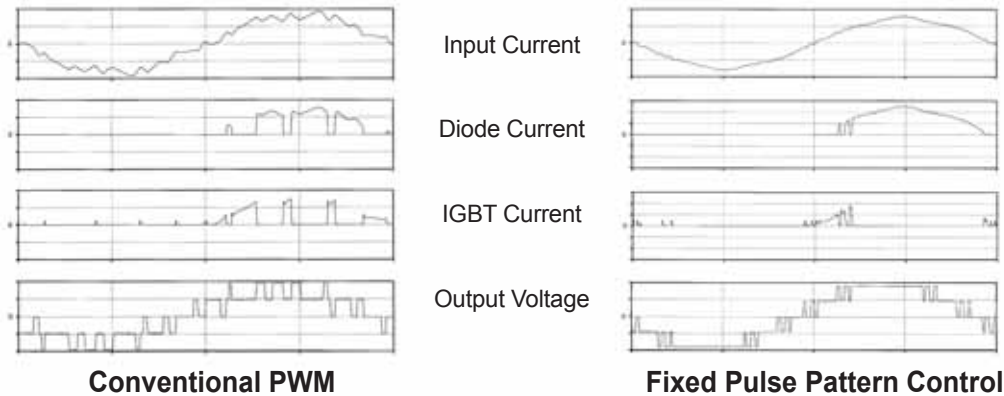 Input Current
Diode Current
IGBT Current
Output Voltage
Conventional PWM
Fixed Pulse Pattern Control